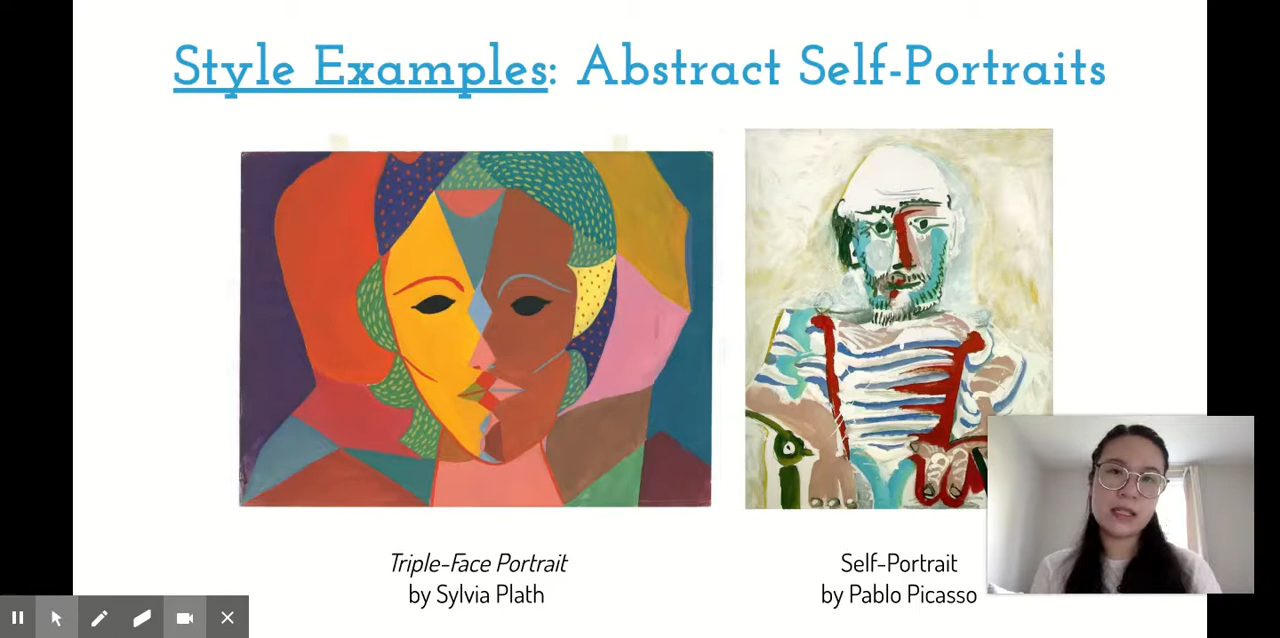 Style Examples: Abstract Self-Portraits
Triple-Face Portrait
by Sylvia Plath
Self-Portrait
by Pablo Picasso